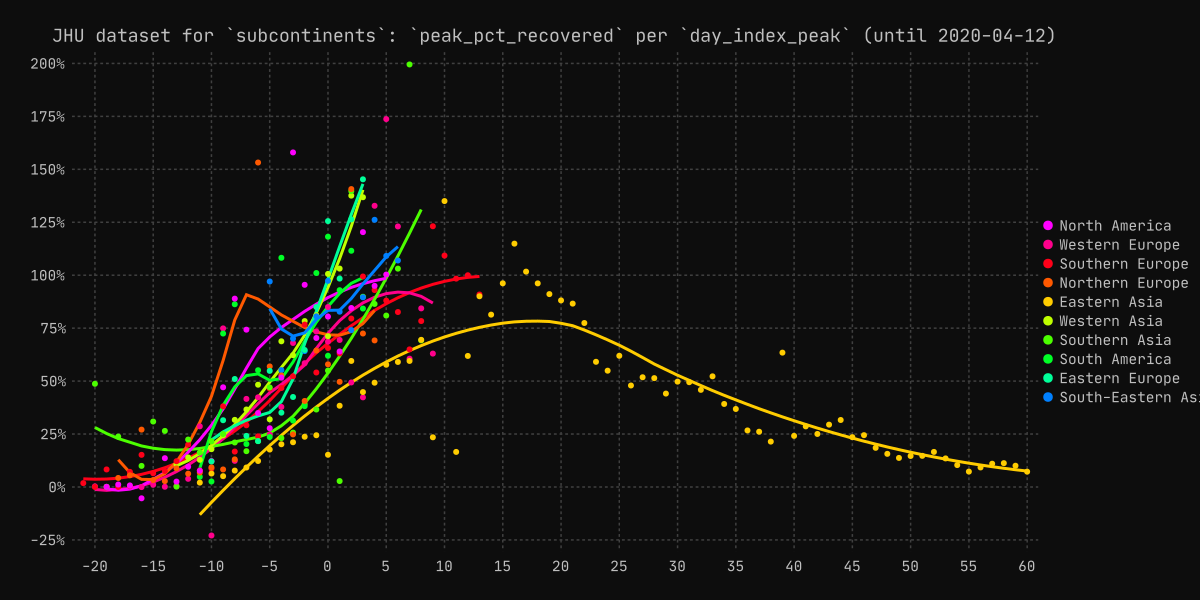 JHU dataset for `subcontinents`: `peak_pct_recovered` per `day_index_peak` (until 2020-04-12)
200%
175%
150%
125%
100%
75%
50%
25%
0%
-25%
-20 -15 -10 -5 0 5 10 15 20 25 30 35 40 45 50 55 60
North America
Western Europe
Southern Europe
Northern Europe
Eastern Asia
Western Asia
Southern Asia
South America
Eastern Europe
South-Eastern As